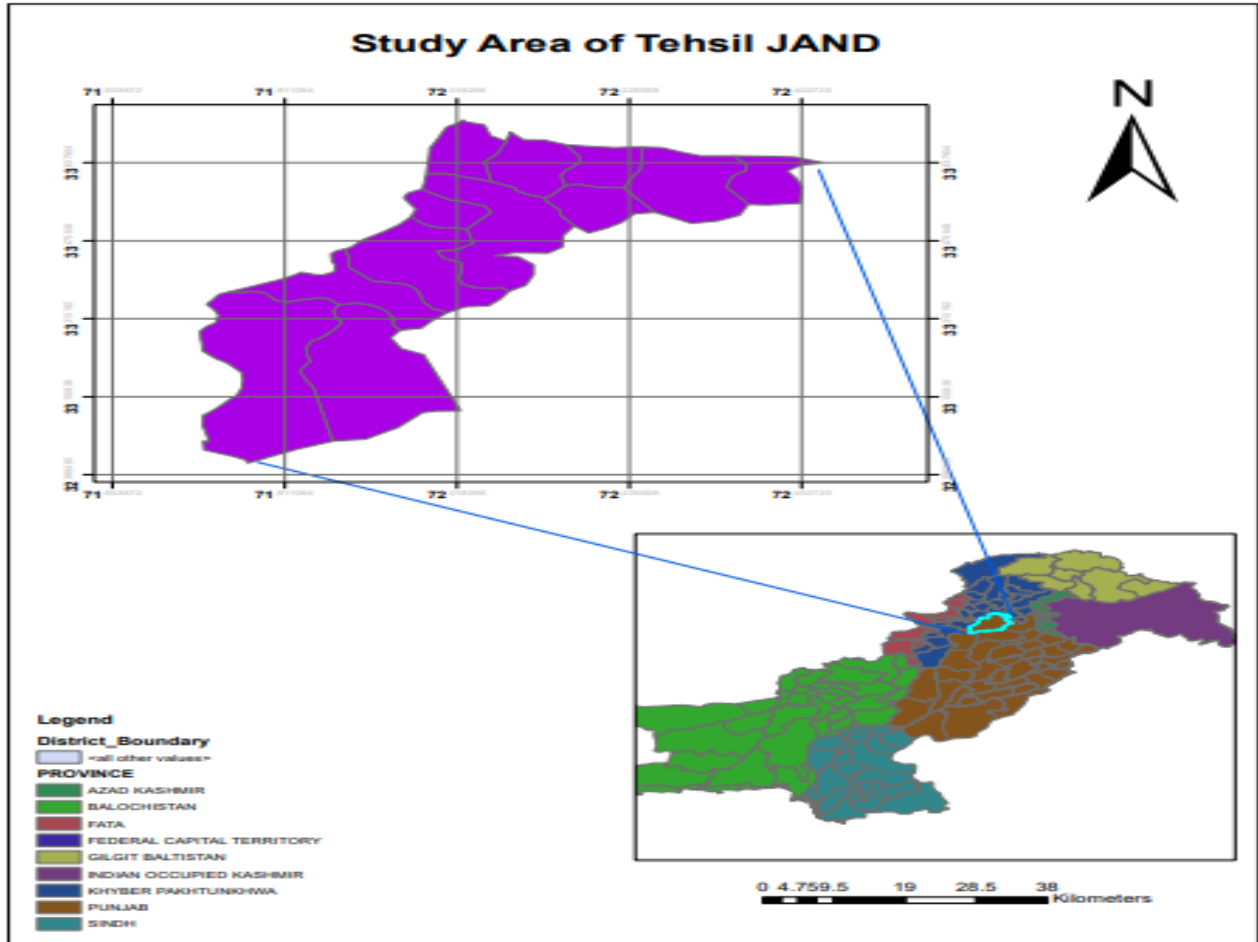 Study Area of Tehsil JAND
N
71 71 72 72 72
33
33
33
33
33
33
33
33
71 71 72 72 72
Legend
District_Boundary
<all other values>
PROVINCE
AZAD KASHMIR
BALOCHISTAN
FATA
FEDERAL CAPITAL TERRITORY
GILGIT BALTISTAN
INDIAN OCCUPIED KASHMIR
KHYBER PAKHTUNKHWA
PUNJAB
SINDH
0 4.75 9.5 19 28.5 38
Kilometers